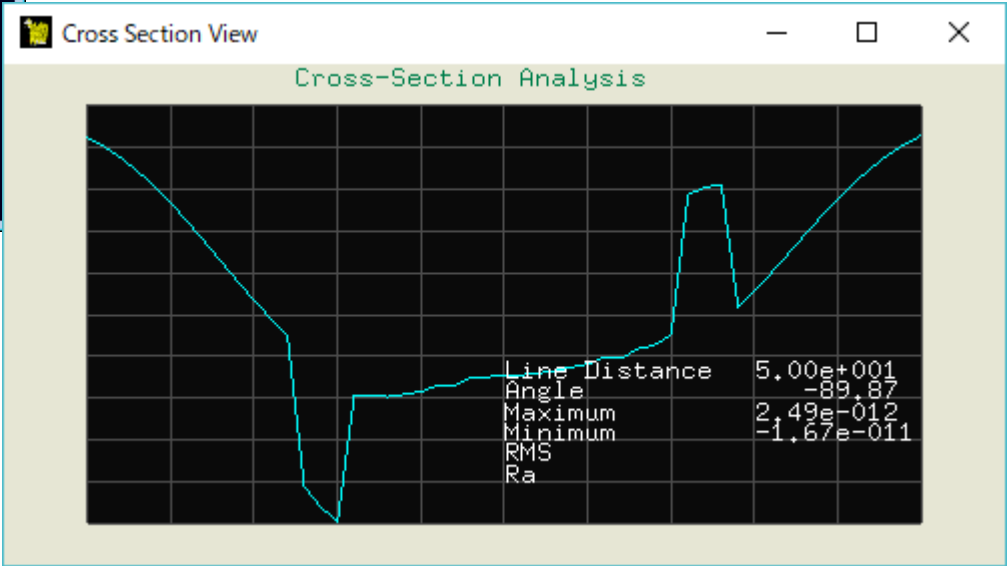 Cross Section View
Cross-Section Analysis
Line Distance 5.00e+001
Angle -89.87
Maximum 2.49e-012
Minimum -1.67e-011
RMS
Ra